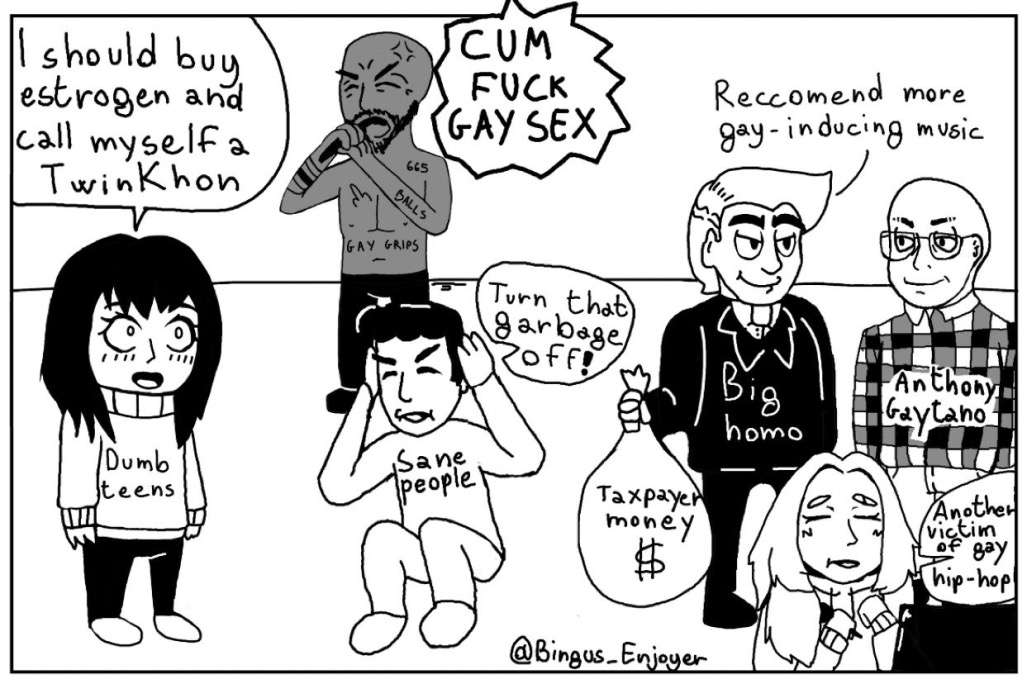 I should buy
estrogen and
call myself a
TwinKhon
CUM
FUCK
GAY SEX
665
BALLS
GAY GRIPS
Reccomend more
gay-inducing music
Turn that
garbage
off!
Dumb
teens
Sane
people
Big
homo
Anthony
Gaytano
Taxpayer
money
$
Another
victim
of gay
hip-hop
@Bingus_Enjoyer